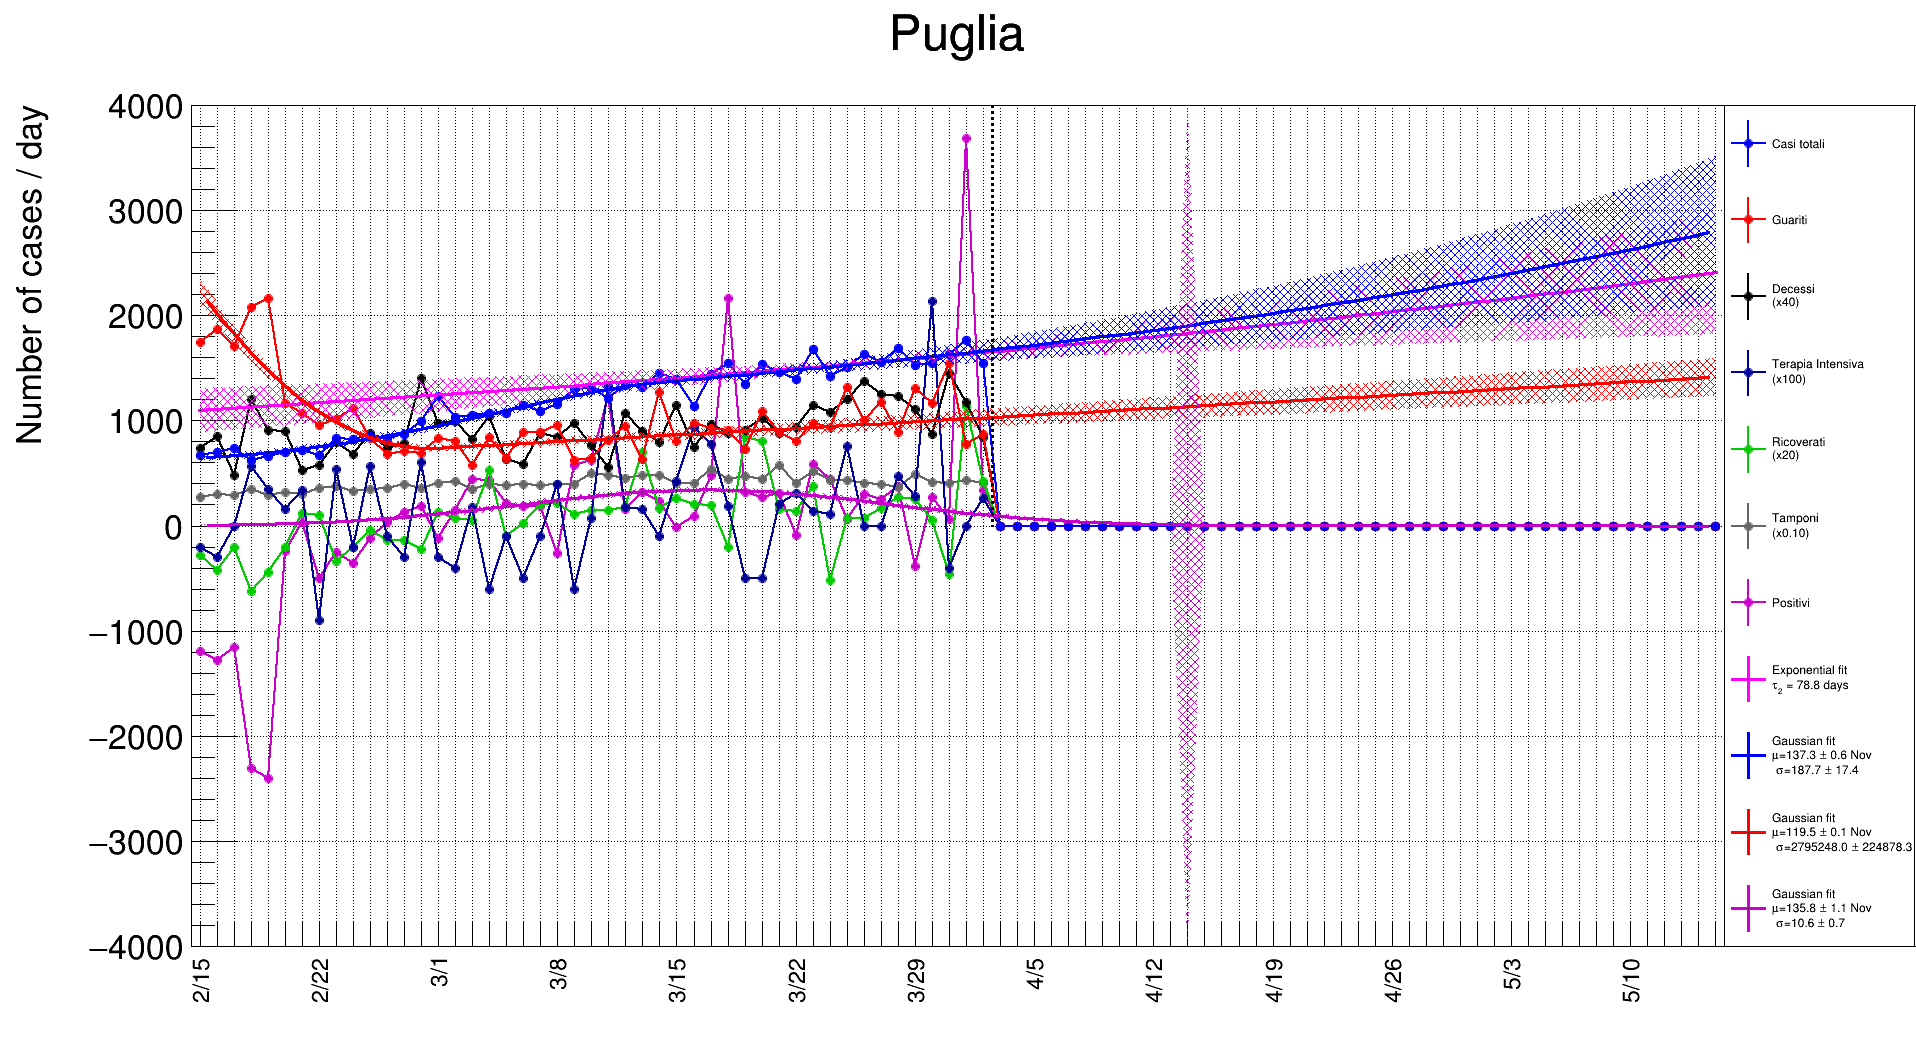 Puglia
Number of cases / day
4000
3000
2000
1000
0
−1000
−2000
−3000
−4000
2/15
2/22
3/1
3/8
3/15
3/22
3/29
4/5
4/12
4/19
4/26
5/3
5/10
Casi totali
Guariti
Decessi
(x40)
Terapia Intensiva
(x100)
Ricoverati
(x20)
Tamponi
(x0.10)
Positivi
Exponential fit
τ2 = 78.8 days
Gaussian fit
μ=137.3 ± 0.6 Nov
σ=187.7 ± 17.4
Gaussian fit
μ=119.5 ± 0.1 Nov
σ=2795248.0 ± 224878.3
Gaussian fit
μ=135.8 ± 1.1 Nov
σ=10.6 ± 0.7